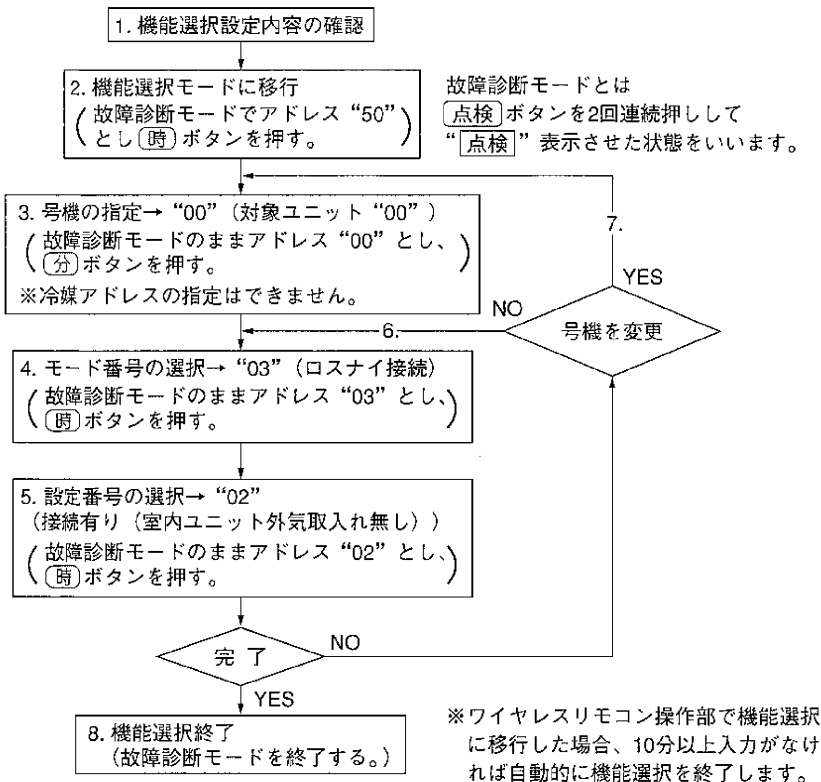 1. 機能選択設定内容の確認
2. 機能選択モードに移行
(故障診断モードでアドレス“50”
とし 時 ボタンを押す。)
故障診断モードとは
点検 ボタンを2回連続押しして
“点検” 表示させた状態をいいます。
3. 号機の指定→ “00” (対象ユニット “00” )
(故障診断モードのままアドレス “00” とし、
分 ボタンを押す。)
※冷媒アドレスの指定はできません。
7.
YES
NO
6.
号機を変更
4. モード番号の選択→ “03” (ロスナイ接続)
(故障診断モードのままアドレス “03” とし、
時 ボタンを押す。)
5. 設定番号の選択→ “02”
(接続有り (室内ユニット外気取入れ無し) )
(故障診断モードのままアドレス “02” とし、
時 ボタンを押す。)
完 了
NO
YES
8. 機能選択終了
(故障診断モードを終了する。)
※ワイヤレスリモコン操作部で機能選択
に移行した場合、10分以上入力がなけ
れば自動的に機能選択を終了します。